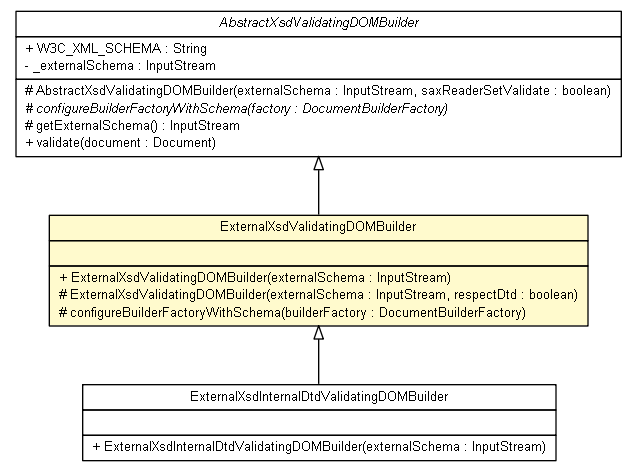 AbstractXsdValidatingDOMBuilder
+ W3C_XML_SCHEMA : String
- _externalSchema : InputStream
# AbstractXsdValidatingDOMBuilder(externalSchema : InputStream, saxReaderSetValidate : boolean)
# configureBuilderFactoryWithSchema(factory : DocumentBuilderFactory)
# getExternalSchema() : InputStream
+ validate(document : Document)
ExternalXsdValidatingDOMBuilder
+ ExternalXsdValidatingDOMBuilder(externalSchema : InputStream)
# ExternalXsdValidatingDOMBuilder(externalSchema : InputStream, respectDtd : boolean)
# configureBuilderFactoryWithSchema(builderFactory : DocumentBuilderFactory)
ExternalXsdInternalDtdValidatingDOMBuilder
+ ExternalXsdInternalDtdValidatingDOMBuilder(externalSchema : InputStream)